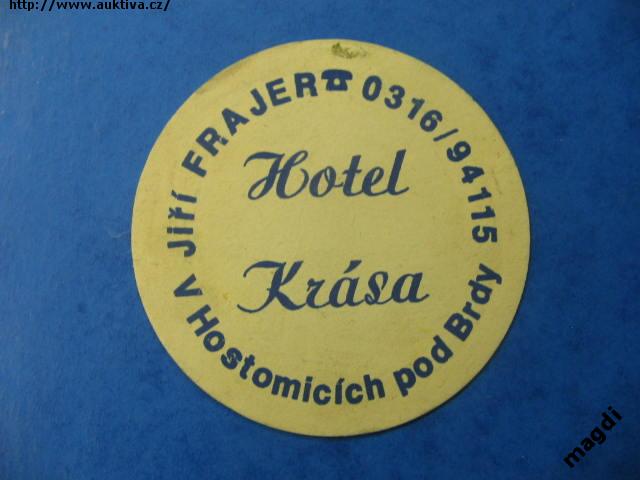 http://www.auktiva.cz/
Jiří FRAJER ☎ 0316/94115
Hotel
Krása
v Hostomicích pod Brdy
magdi